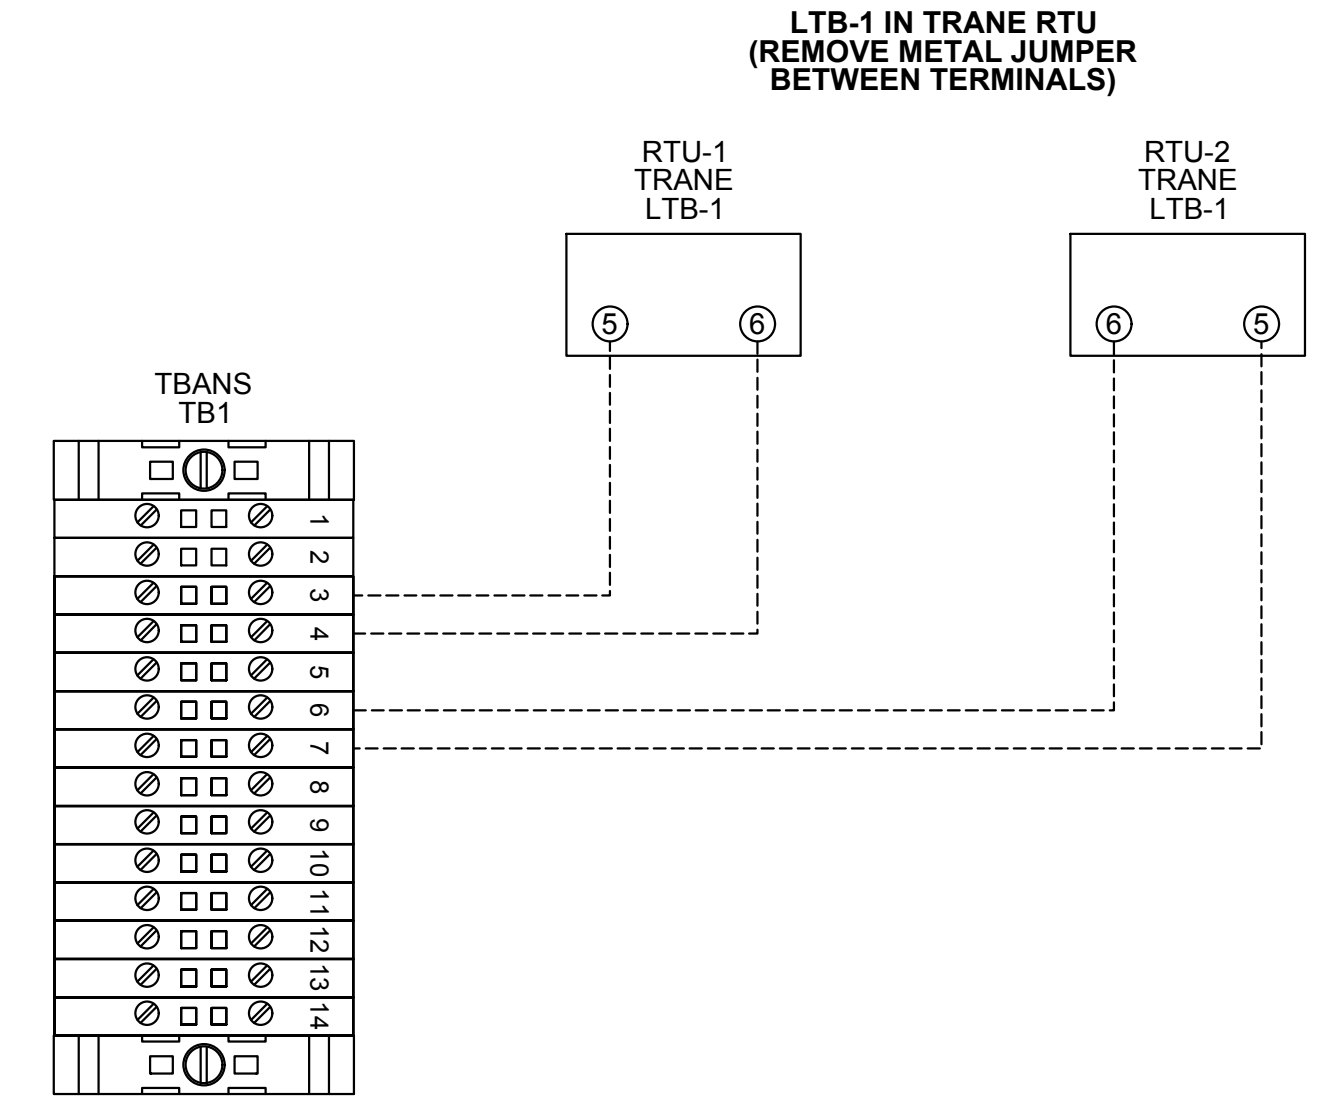 LTB-1 IN TRANE RTU
(REMOVE METAL JUMPER
BETWEEN TERMINALS)
RTU-1
TRANE
LTB-1
5 6
RTU-2
TRANE
LTB-1
6 5
TBANS
TB1
1
2
3
4
5
6
7
8
9
10
11
12
13
14